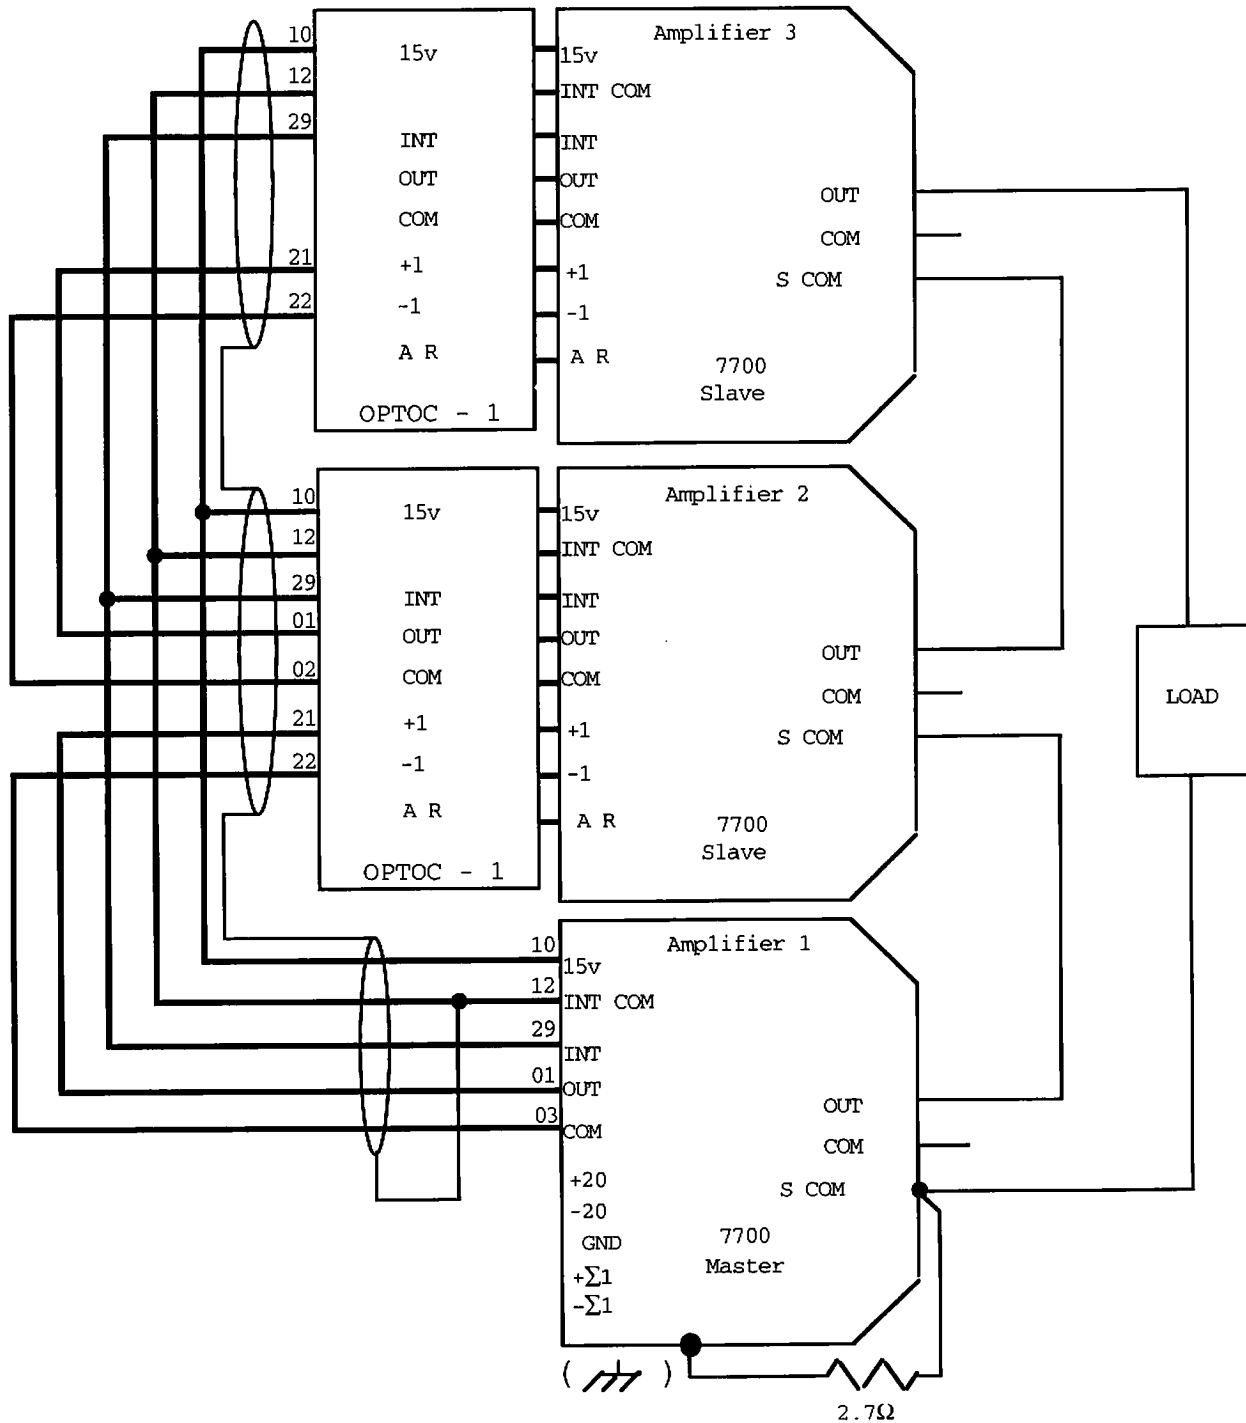 Amplifier 3
10
15v
15v
12
INT COM
29
INT
INT
OUT
OUT
OUT
COM
COM
COM
21
+1
+1
S COM
22
-1
-1
A R
A R
7700
Slave
OPTOC - 1
Amplifier 2
10
15v
15v
12
INT COM
29
INT
INT
01
OUT
OUT
OUT
02
COM
COM
COM
LOAD
21
+1
+1
S COM
22
-1
-1
A R
A R
7700
Slave
OPTOC - 1
Amplifier 1
10
15v
12
INT COM
29
INT
01
OUT
OUT
03
COM
COM
+20
S COM
-20
GND
7700
Master
+Σ1
-Σ1
( )
2.7Ω